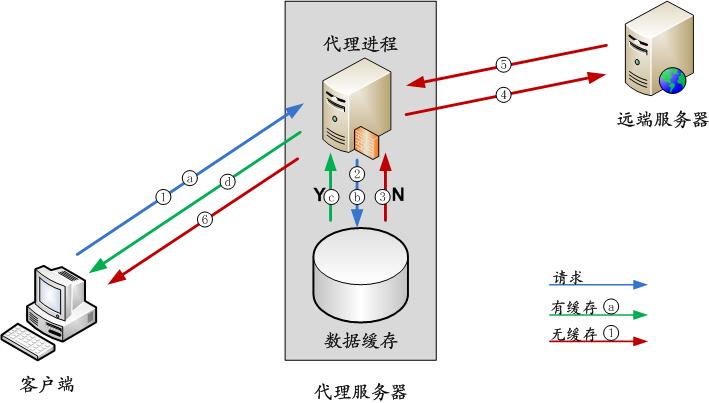 代理进程
⑤
④
远端服务器
① ⓐ
ⓓ
⑥
②
Y ⓒ ⓑ ③ N
数据缓存
客户端
代理服务器
请求
有缓存 ⓐ
无缓存 ①